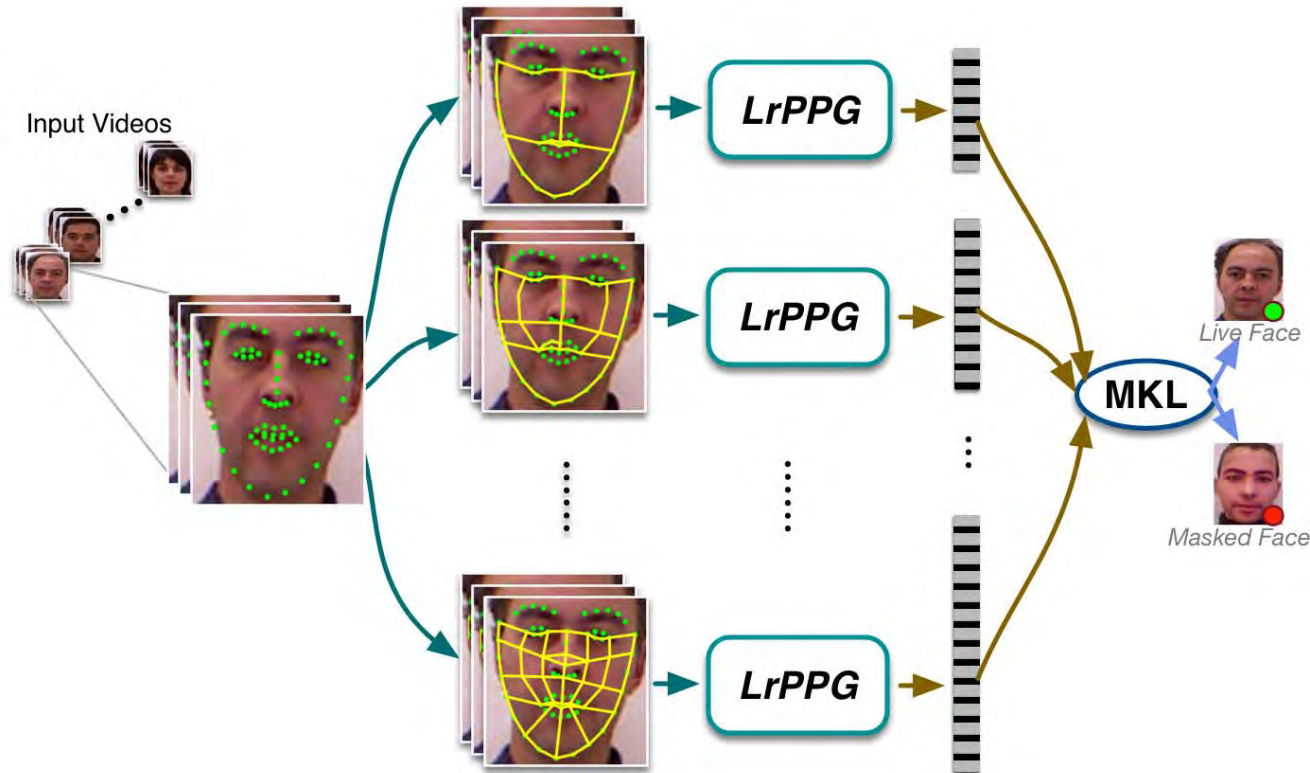 Input Videos
LrPPG
LrPPG
LrPPG
MKL
Live Face
Masked Face